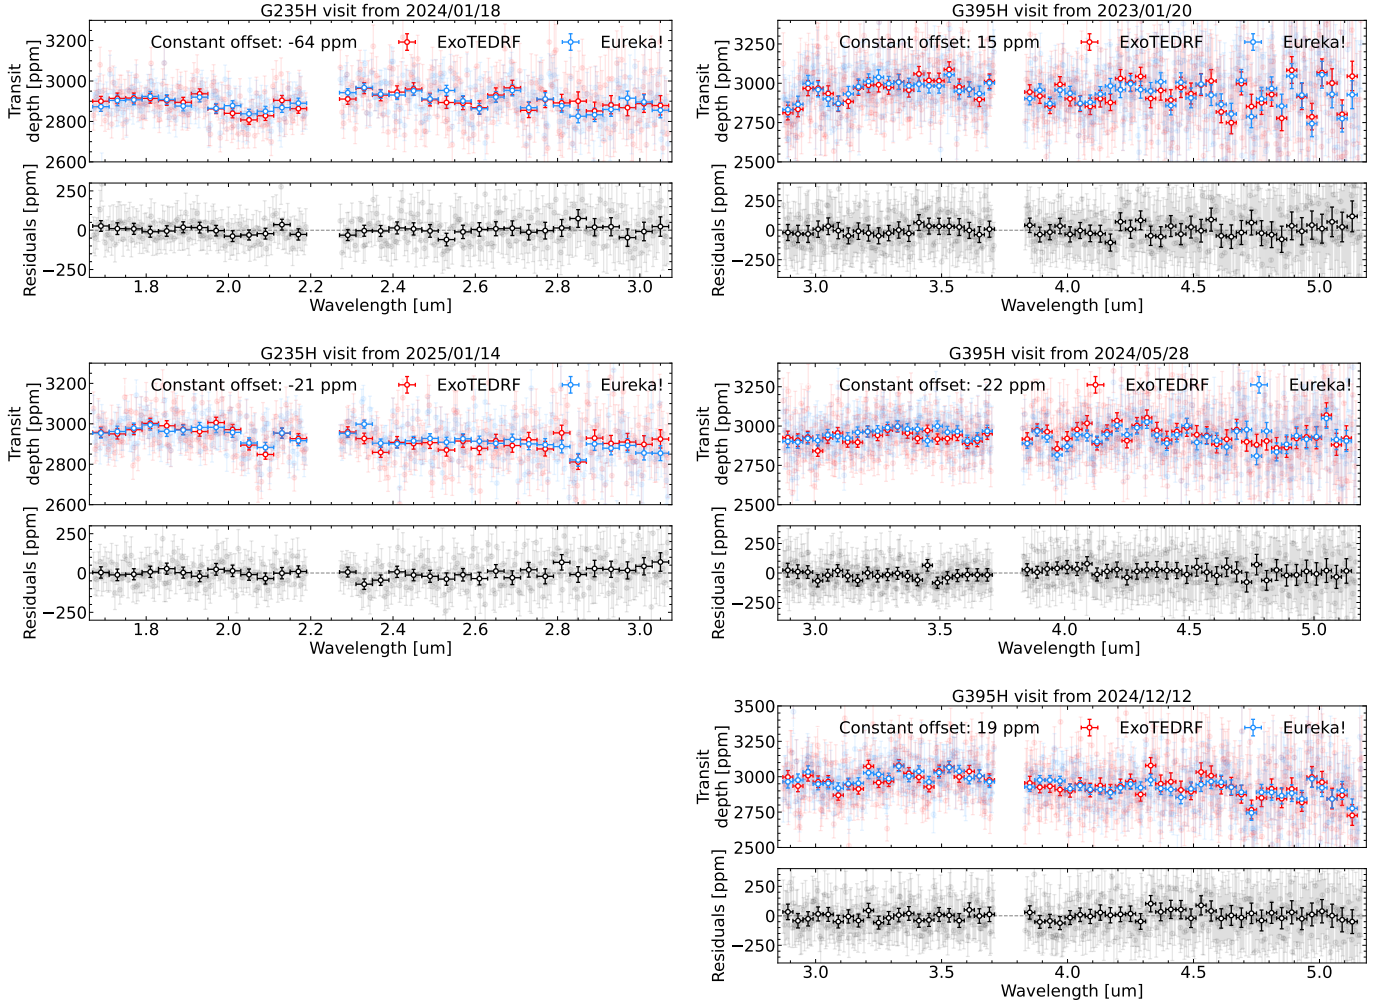 G235H visit from 2024/01/18
Constant offset: -64 ppm ExoTEDRF Eureka!
Transit
depth [ppm]
3200
3000
2800
2600
Residuals [ppm]
250
0
−250
1.8 2.0 2.2 2.4 2.6 2.8 3.0
Wavelength [um]
G395H visit from 2023/01/20
Constant offset: 15 ppm ExoTEDRF Eureka!
Transit
depth [ppm]
3250
3000
2750
2500
Residuals [ppm]
250
0
−250
3.0 3.5 4.0 4.5 5.0
Wavelength [um]
G235H visit from 2025/01/14
Constant offset: -21 ppm ExoTEDRF Eureka!
Transit
depth [ppm]
3200
3000
2800
2600
Residuals [ppm]
250
0
−250
1.8 2.0 2.2 2.4 2.6 2.8 3.0
Wavelength [um]
G395H visit from 2024/05/28
Constant offset: -22 ppm ExoTEDRF Eureka!
Transit
depth [ppm]
3250
3000
2750
2500
Residuals [ppm]
250
0
−250
3.0 3.5 4.0 4.5 5.0
Wavelength [um]
G395H visit from 2024/12/12
Constant offset: 19 ppm ExoTEDRF Eureka!
Transit
depth [ppm]
3500
3250
3000
2750
2500
Residuals [ppm]
250
0
−250
3.0 3.5 4.0 4.5 5.0
Wavelength [um]